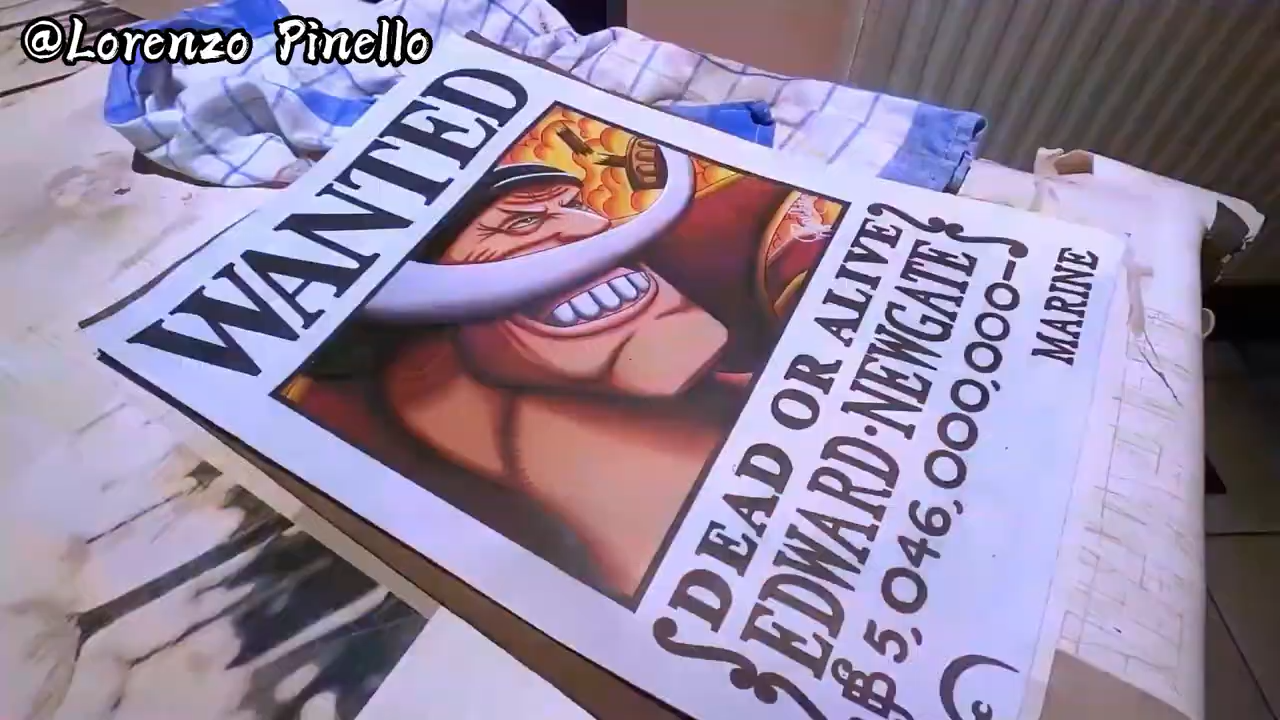 @Lorenzo Pinello
WANTED
DEAD OR ALIVE
EDWARD·NEWGATE
฿5,046,000,000-
MARINE